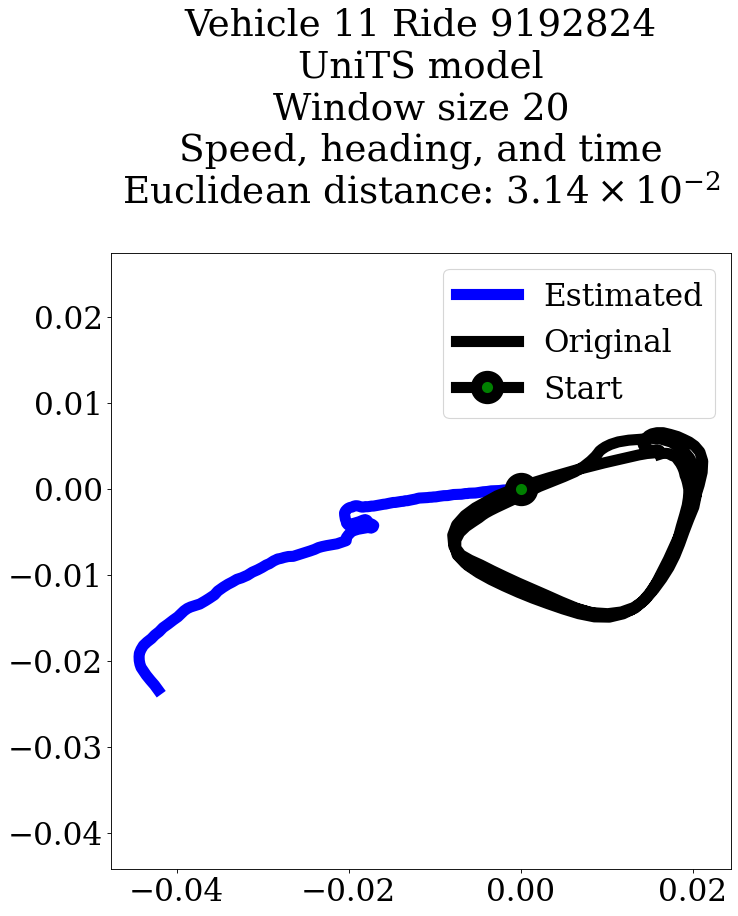 Vehicle 11 Ride 9192824
UniTS model
Window size 20
Speed, heading, and time
Euclidean distance: 3.14 × 10⁻²
Estimated
Original
Start
0.02
0.01
0.00
−0.01
−0.02
−0.03
−0.04
−0.04
−0.02
0.00
0.02